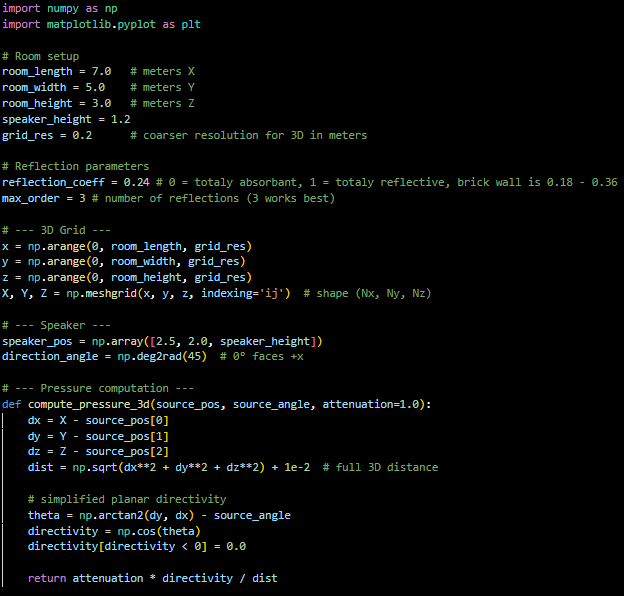 import numpy as np
import matplotlib.pyplot as plt

# Room setup
room_length = 7.0   # meters X
room_width = 5.0    # meters Y
room_height = 3.0   # meters Z
speaker_height = 1.2
grid_res = 0.2      # coarser resolution for 3D in meters

# Reflection parameters
reflection_coeff = 0.24 # 0 = totaly absorbant, 1 = totaly reflective, brick wall is 0.18 - 0.36
max_order = 3 # number of reflections (3 works best)

# --- 3D Grid ---
x = np.arange(0, room_length, grid_res)
y = np.arange(0, room_width, grid_res)
z = np.arange(0, room_height, grid_res)
X, Y, Z = np.meshgrid(x, y, z, indexing='ij')  # shape (Nx, Ny, Nz)

# --- Speaker ---
speaker_pos = np.array([2.5, 2.0, speaker_height])
direction_angle = np.deg2rad(45)  # 0° faces +x

# --- Pressure computation ---
def compute_pressure_3d(source_pos, source_angle, attenuation=1.0):
    dx = X - source_pos[0]
    dy = Y - source_pos[1]
    dz = Z - source_pos[2]
    dist = np.sqrt(dx**2 + dy**2 + dz**2) + 1e-2  # full 3D distance

    # simplified planar directivity
    theta = np.arctan2(dy, dx) - source_angle
    directivity = np.cos(theta)
    directivity[directivity < 0] = 0.0

    return attenuation * directivity / dist